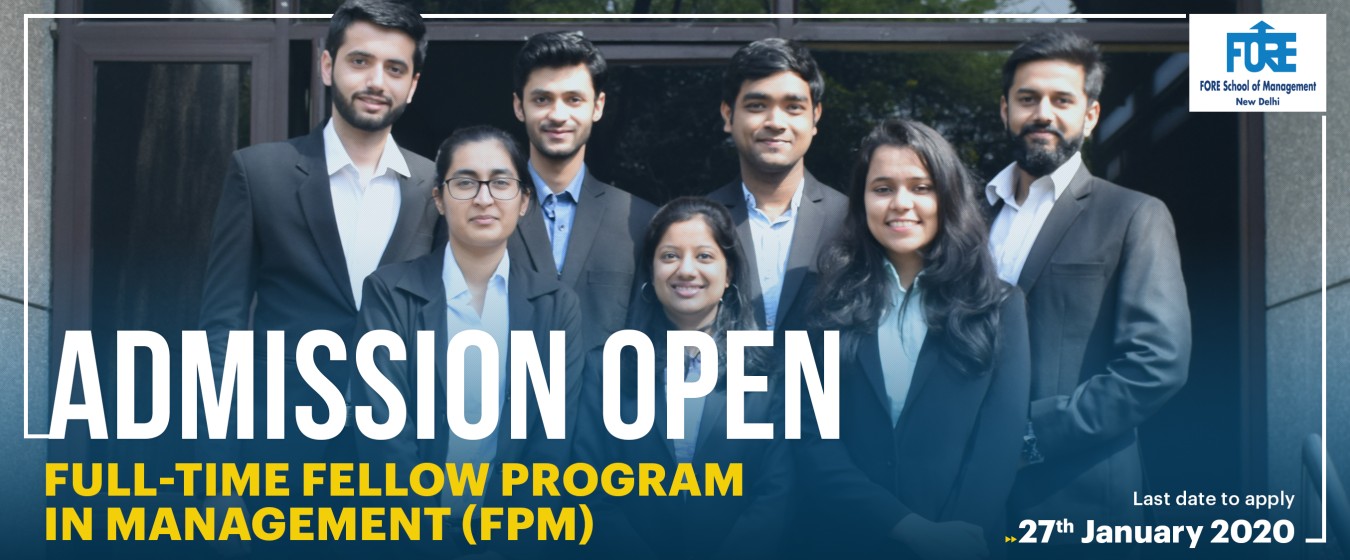 FORE
FORE School of Management
New Delhi
ADMISSION OPEN
FULL-TIME FELLOW PROGRAM
IN MANAGEMENT (FPM)
Last date to apply
27th January 2020